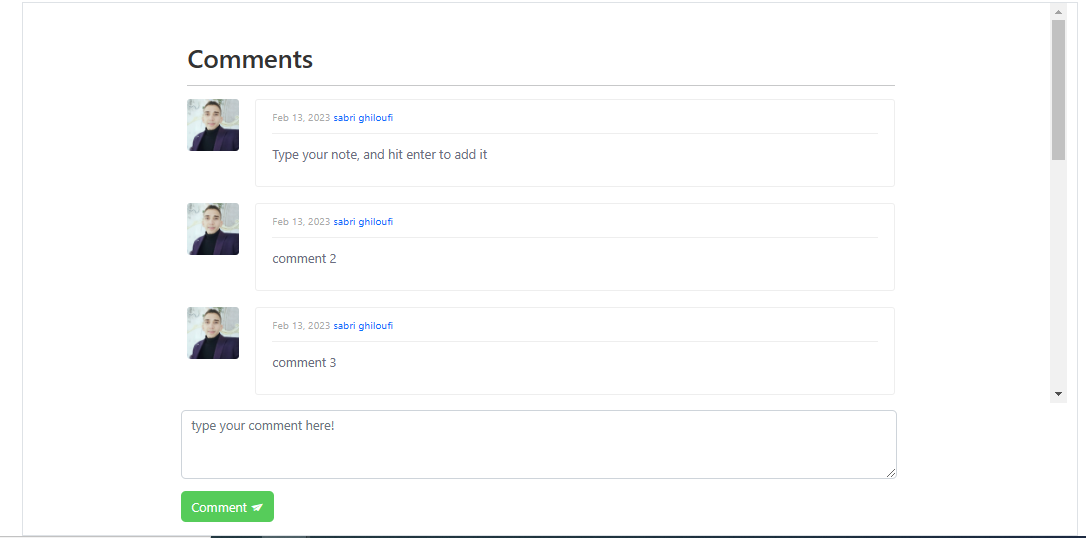 Comments
Feb 13, 2023 sabri ghiloufi
Type your note, and hit enter to add it
Feb 13, 2023 sabri ghiloufi
comment 2
Feb 13, 2023 sabri ghiloufi
comment 3
type your comment here!
Comment